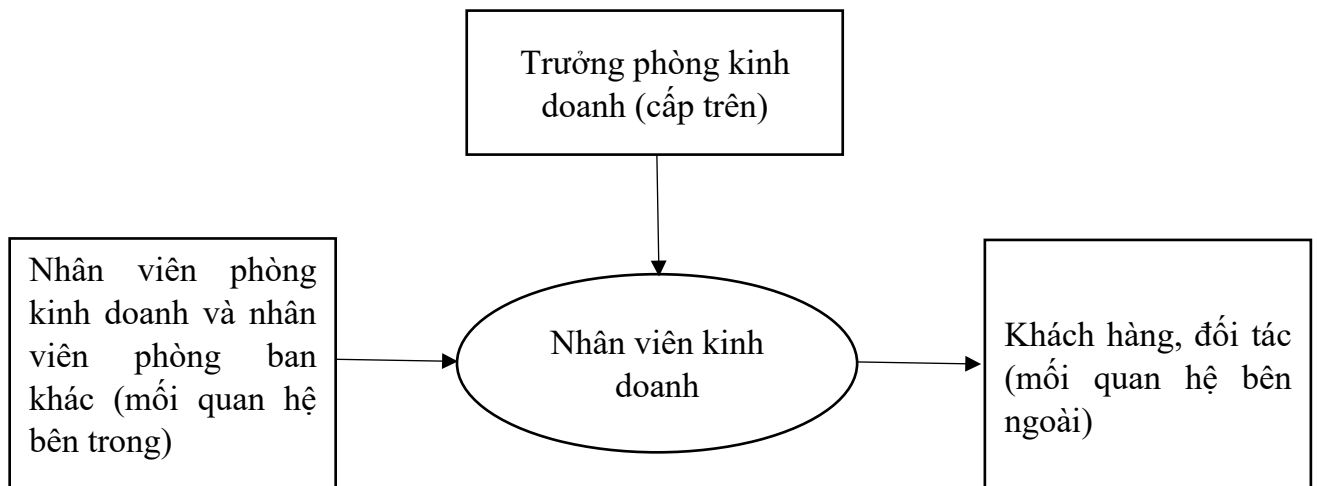 Trưởng phòng kinh
doanh (cấp trên)
Nhân viên phòng
kinh doanh và nhân
viên phòng ban
khác (mối quan hệ
bên trong)
Nhân viên kinh
doanh
Khách hàng, đối tác
(mối quan hệ bên
ngoài)